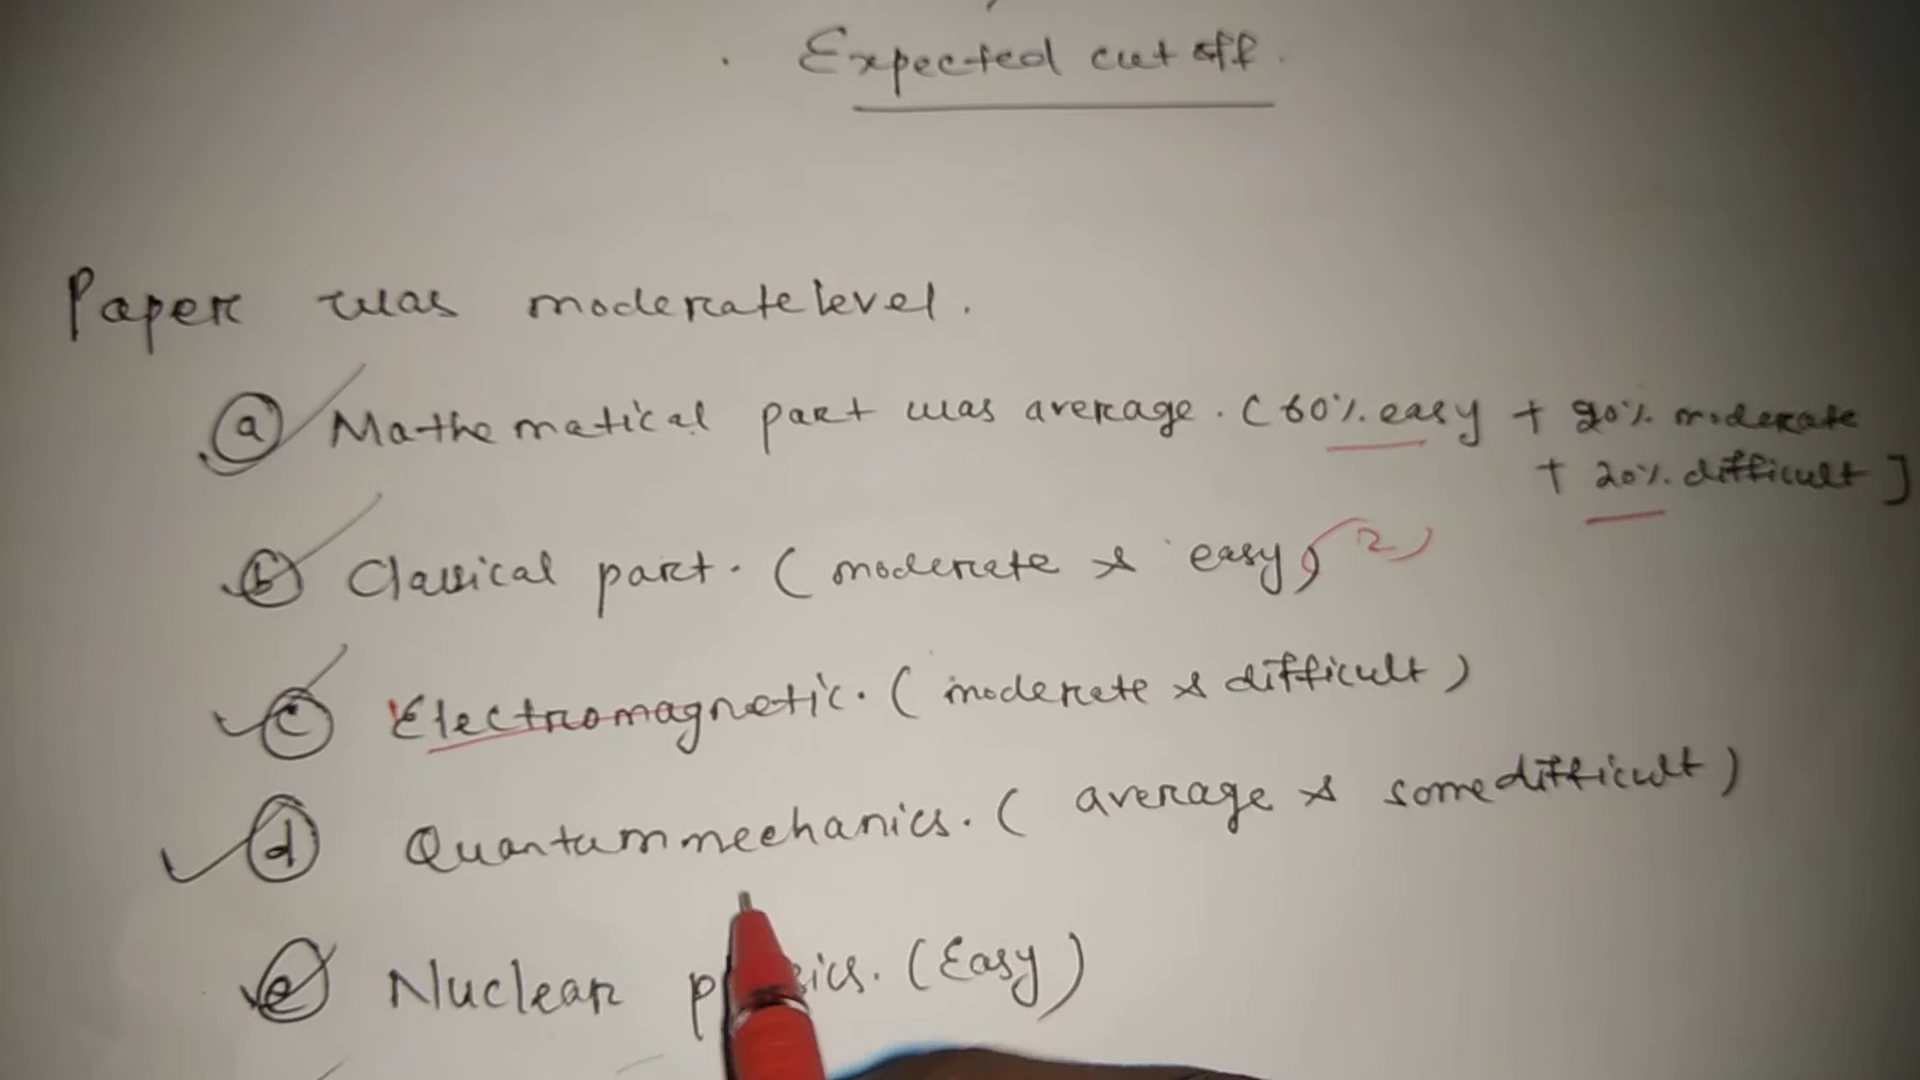 Expected cut off.
Paper was moderate level.
(a) Mathematical part was average. (60% easy + 20% moderate
+ 20% difficult]
(b) Classical part. (moderate & easy) 2)
(c) Electromagnetic. (moderate & difficult)
(d) Quantum mechanics. (average & some difficult)
(e) Nuclear (Easy)